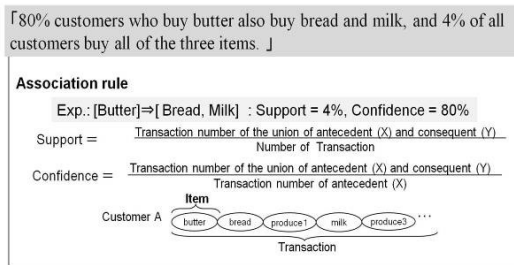 「80% customers who buy butter also buy bread and milk, and 4% of all
customers buy all of the three items. 」
Association rule
Exp.: [Butter]⇒[ Bread, Milk] : Support = 4%, Confidence = 80%
Support = Transaction number of the union of antecedent (X) and consequent (Y)
Number of Transaction
Confidence = Transaction number of the union of antecedent (X) and consequent (Y)
Transaction number of antecedent (X)
Item
Customer A butter bread produce1 milk produce3 ···
Transaction